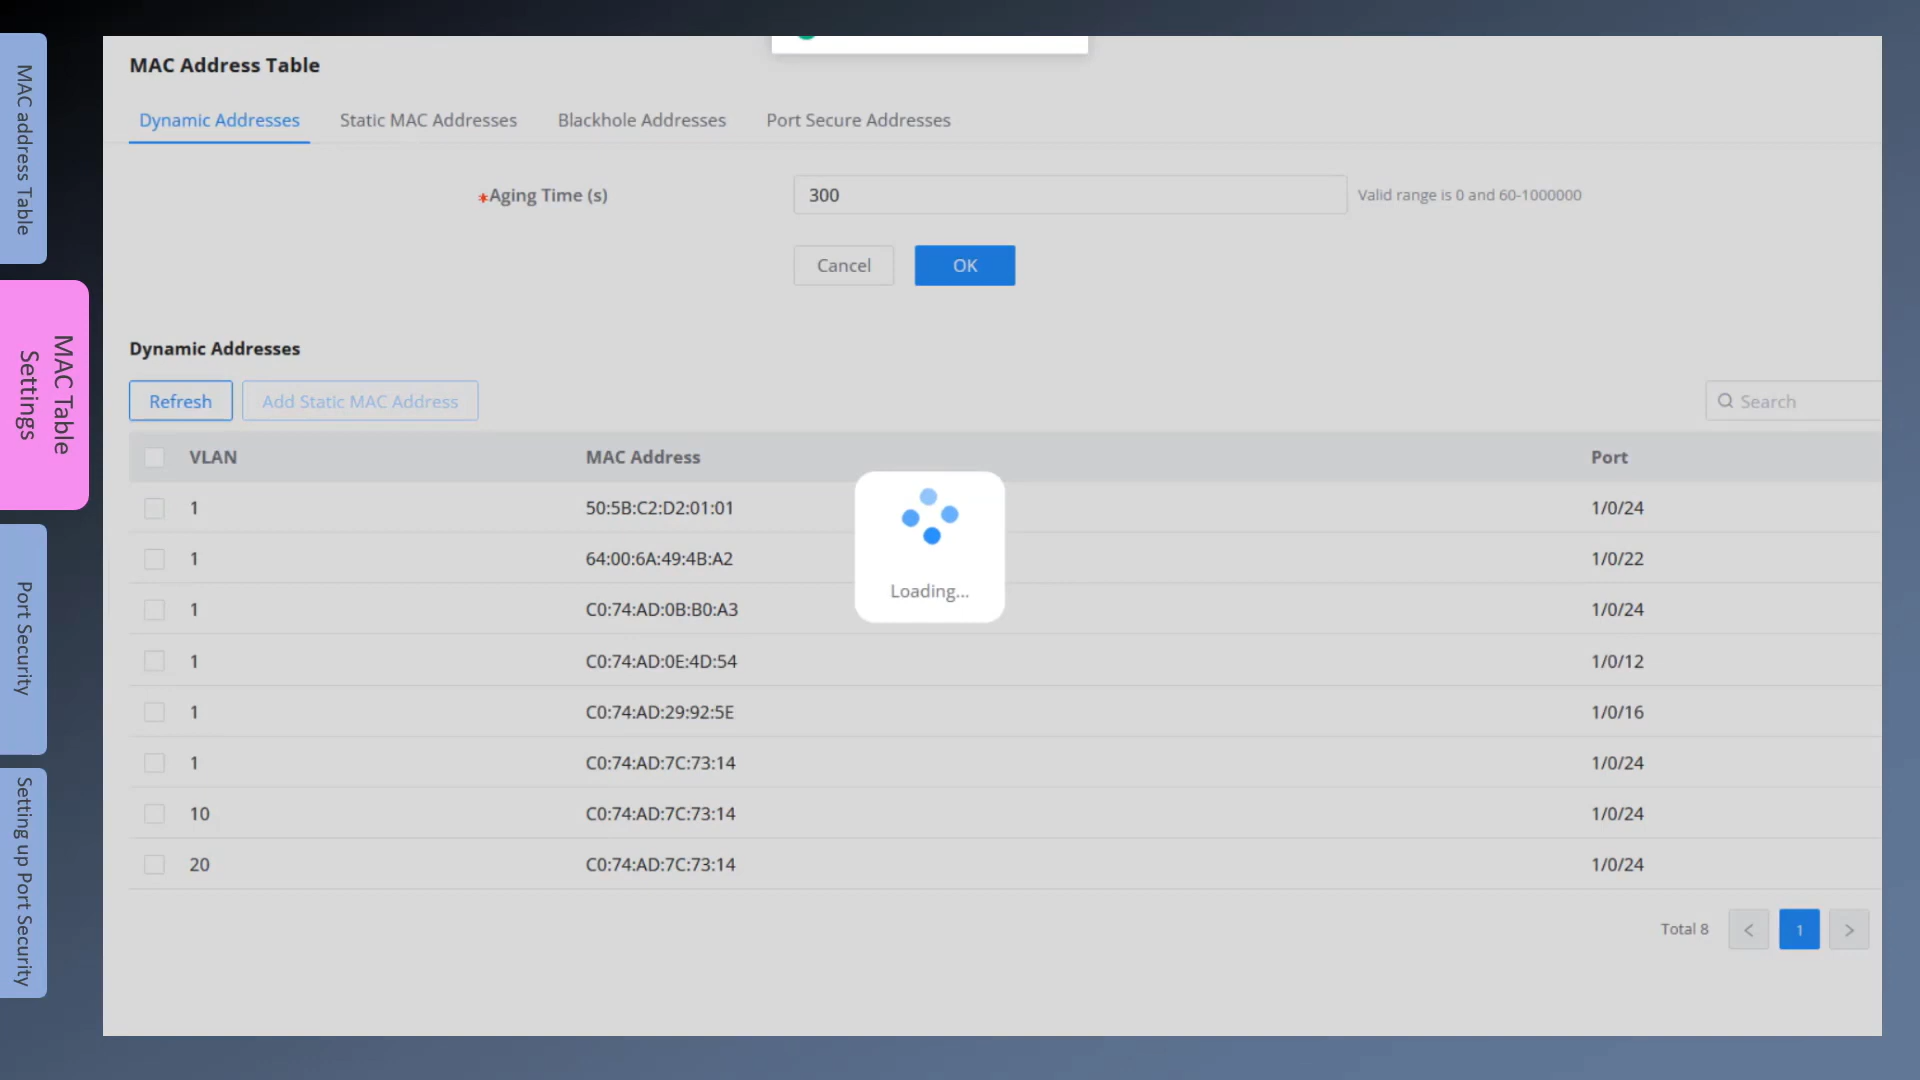 MAC address Table
MAC Table
Settings
Port Security
Setting up Port Security
MAC Address Table
Dynamic Addresses
Static MAC Addresses
Blackhole Addresses
Port Secure Addresses
*Aging Time (s)
300
Valid range is 0 and 60-1000000
Cancel
OK
Dynamic Addresses
Refresh
Add Static MAC Address
Search
VLAN MAC Address Port
1 50:5B:C2:D2:01:01 1/0/24
1 64:00:6A:49:4B:A2 1/0/22
1 C0:74:AD:0B:B0:A3 1/0/24
1 C0:74:AD:0E:4D:54 1/0/12
1 C0:74:AD:29:92:5E 1/0/16
1 C0:74:AD:7C:73:14 1/0/24
10 C0:74:AD:7C:73:14 1/0/24
20 C0:74:AD:7C:73:14 1/0/24
Loading...
Total 8 < 1 >